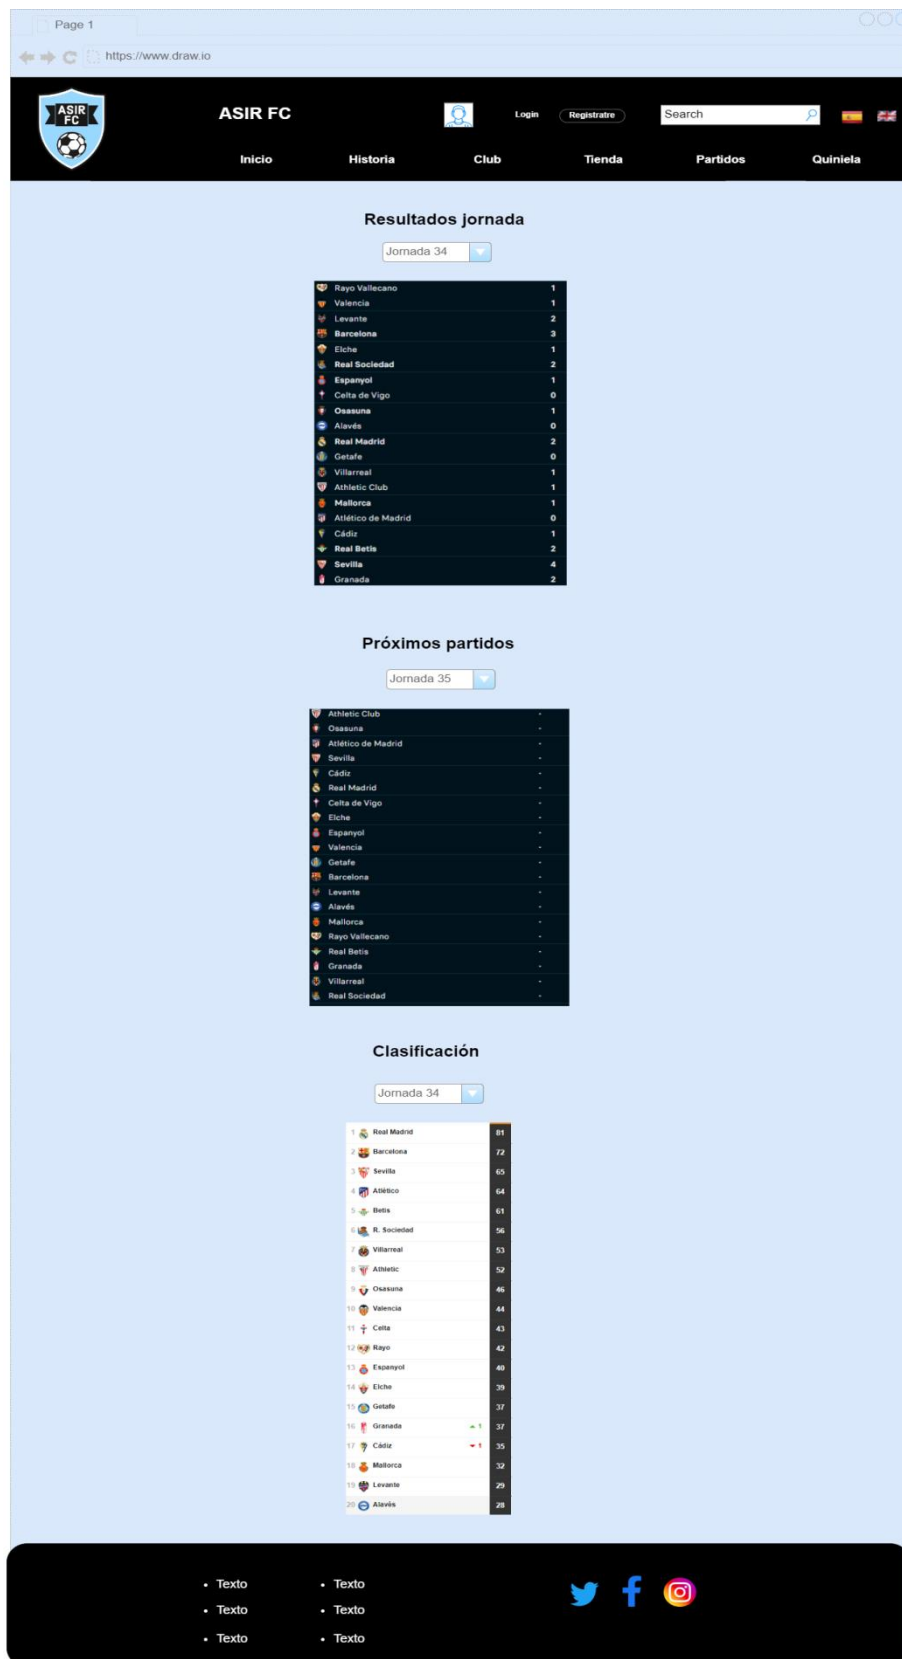 Page 1
https://www.draw.io
ASIR
FC
ASIR FC
Login
Registratre
Search
Inicio Historia Club Tienda Partidos Quiniela
Resultados jornada
Jornada 34
Rayo Vallecano 1
Valencia 1
Levante 2
Barcelona 3
Elche 1
Real Sociedad 2
Espanyol 1
Celta de Vigo 0
Osasuna 1
Alavés 0
Real Madrid 2
Getafe 0
Villarreal 1
Athletic Club 1
Mallorca 1
Atlético de Madrid 0
Cádiz 1
Real Betis 2
Sevilla 4
Granada 2
Próximos partidos
Jornada 35
Athletic Club -
Osasuna -
Atlético de Madrid -
Sevilla -
Cádiz -
Real Madrid -
Celta de Vigo -
Elche -
Espanyol -
Valencia -
Getafe -
Barcelona -
Levante -
Alavés -
Mallorca -
Rayo Vallecano -
Real Betis -
Granada -
Villarreal -
Real Sociedad -
Clasificación
Jornada 34
1 Real Madrid 81
2 Barcelona 72
3 Sevilla 65
4 Atlético 64
5 Betis 61
6 R. Sociedad 56
7 Villarreal 53
8 Athletic 52
9 Osasuna 46
10 Valencia 44
11 Celta 43
12 Rayo 42
13 Espanyol 40
14 Elche 39
15 Getafe 37
16 Granada ▲ 1 37
17 Cádiz ▼ 1 35
18 Mallorca 32
19 Levante 29
20 Alavés 28
• Texto • Texto
• Texto • Texto
• Texto • Texto